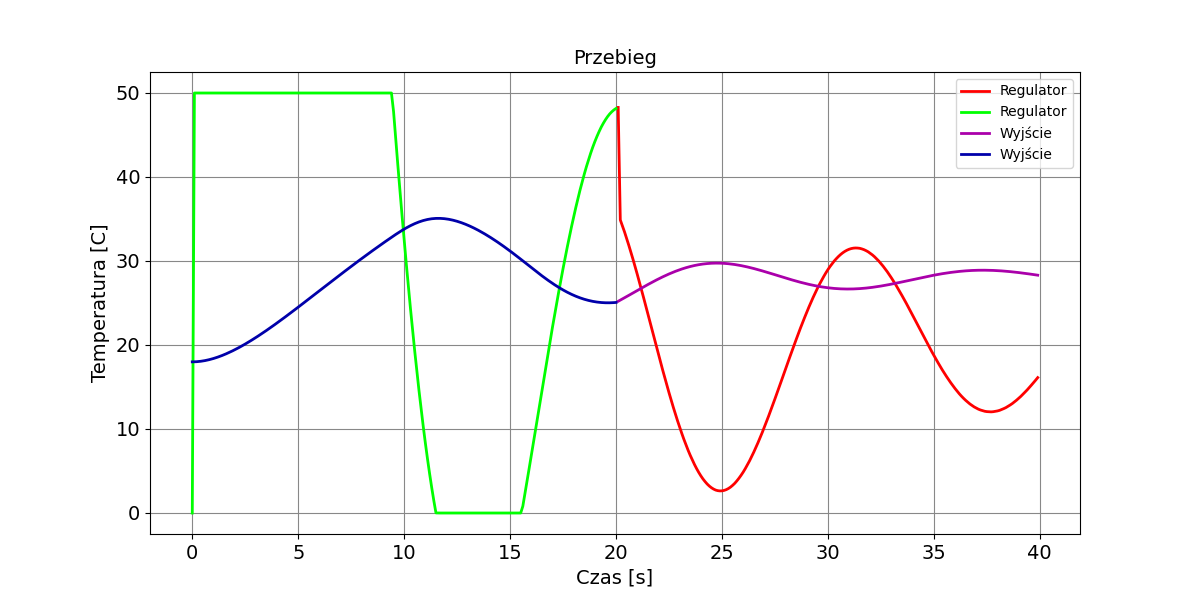 Przebieg
Regulator
Regulator
Wyjście
Wyjście
50
40
30
20
10
0
Temperatura [C]
0 5 10 15 20 25 30 35 40
Czas [s]